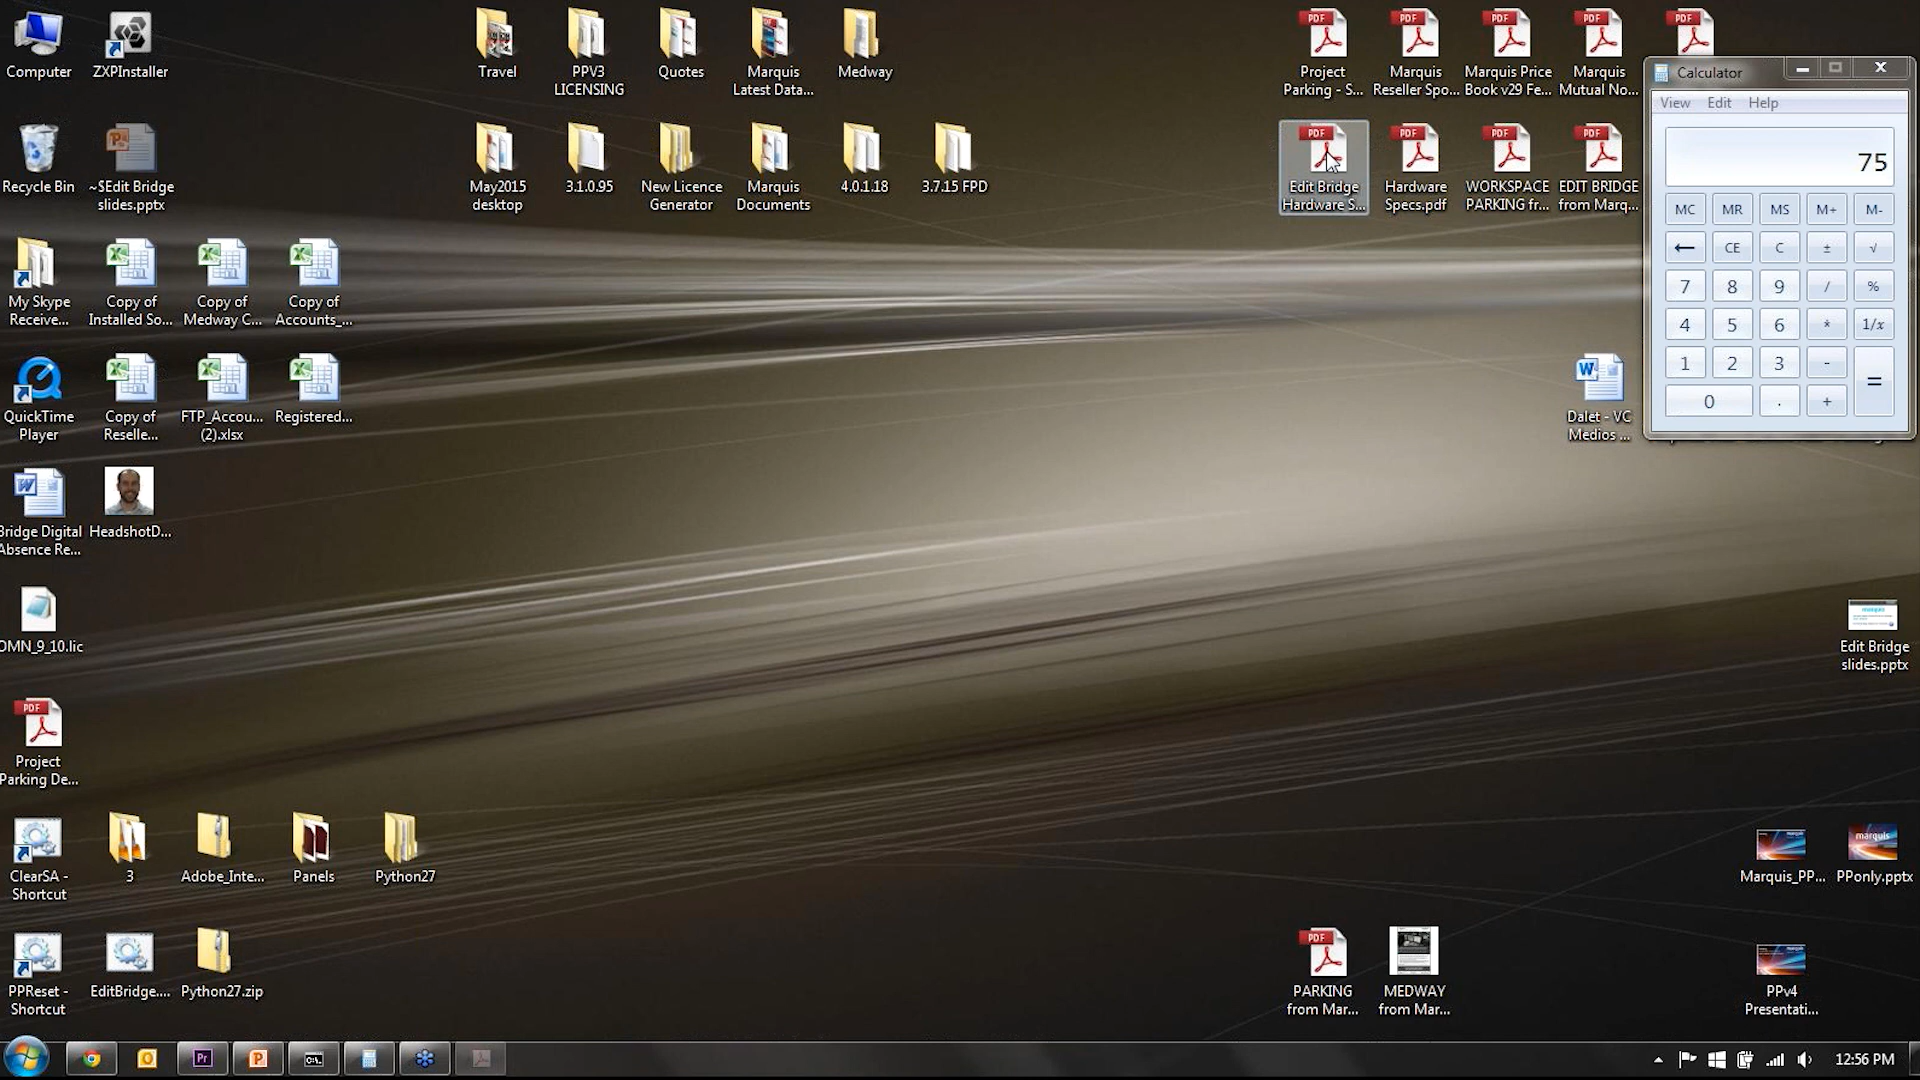 Computer
ZXPInstaller
Travel
PPV3
LICENSING
Quotes
Marquis
Latest Data...
Medway
Project
Parking - S...
Marquis
Reseller Spo...
Marquis Price
Book v29 Fe...
Marquis
Mutual No...
Calculator
View Edit Help
75
MC MR MS M+ M-
← CE C ± √
7 8 9 / %
4 5 6 * 1/x
1 2 3 - =
0 . +
Recycle Bin
~$Edit Bridge
slides.pptx
May2015
desktop
3.1.0.95
New Licence
Generator
Marquis
Documents
4.0.1.18
3.7.15 FPD
Edit Bridge
Hardware S...
Hardware
Specs.pdf
WORKSPACE
PARKING fr...
EDIT BRIDGE
from Marq...
My Skype
Receive...
Copy of
Installed So...
Copy of
Medway C...
Copy of
Accounts_...
QuickTime
Player
Copy of
Reselle...
FTP_Accou...
(2).xlsx
Registered...
Dalet - VC
Medios ...
Bridge Digital
Absence Re...
HeadshotD...
OMN_9_10.lic
Edit Bridge
slides.pptx
Project
Parking De...
ClearSA -
Shortcut
3
Adobe_Inte...
Panels
Python27
Marquis_PP...
marquis
PPonly.pptx
PPReset -
Shortcut
EditBridge....
Python27.zip
PARKING
from Mar...
MEDWAY
from Mar...
PPv4
Presentati...
Pr
12:56 PM